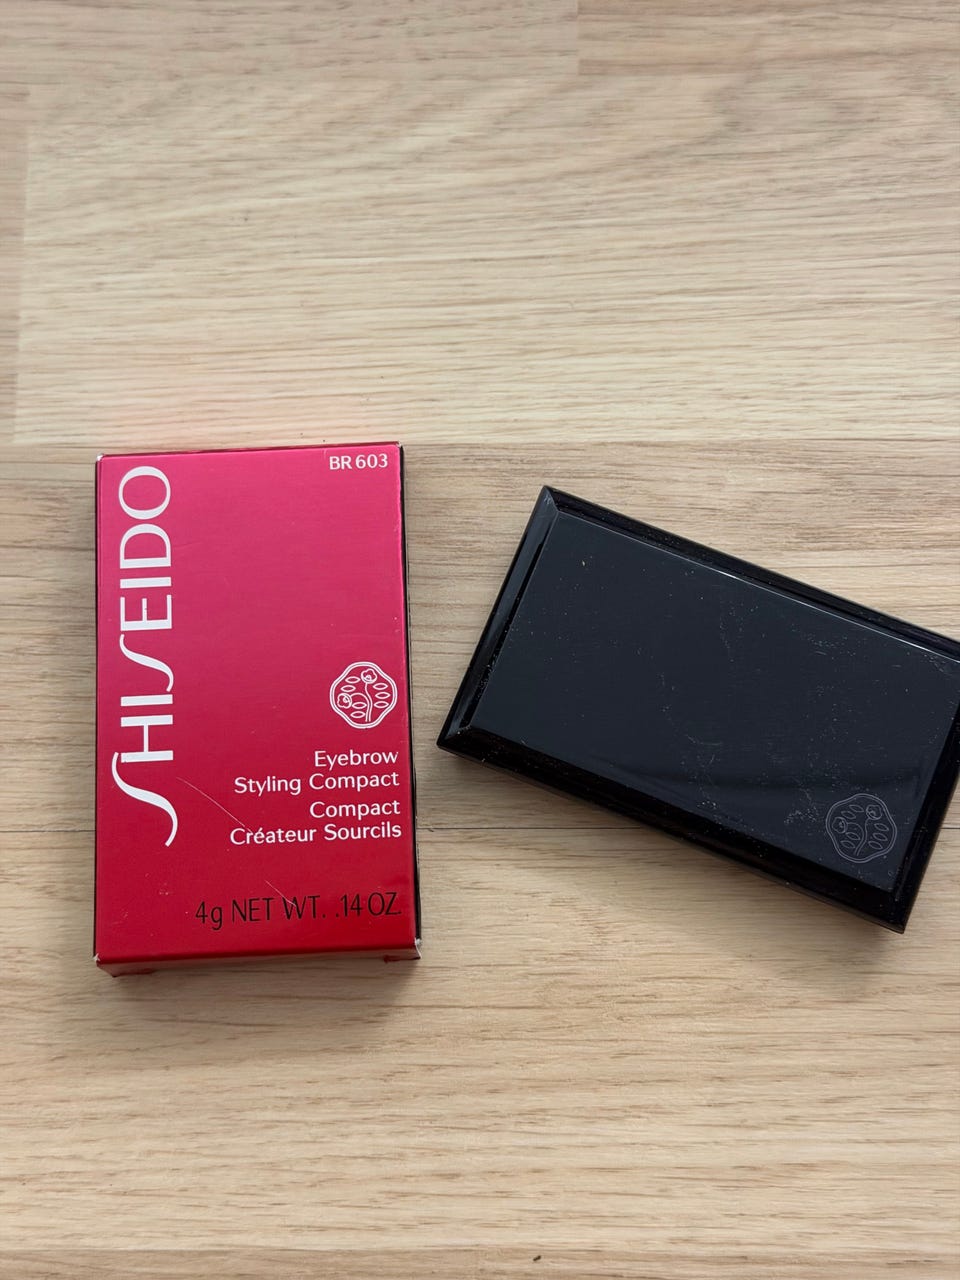 BR 603
SHISEIDO
Eyebrow
Styling Compact
Compact
Créateur Sourcils
4g NET WT. .14 OZ.